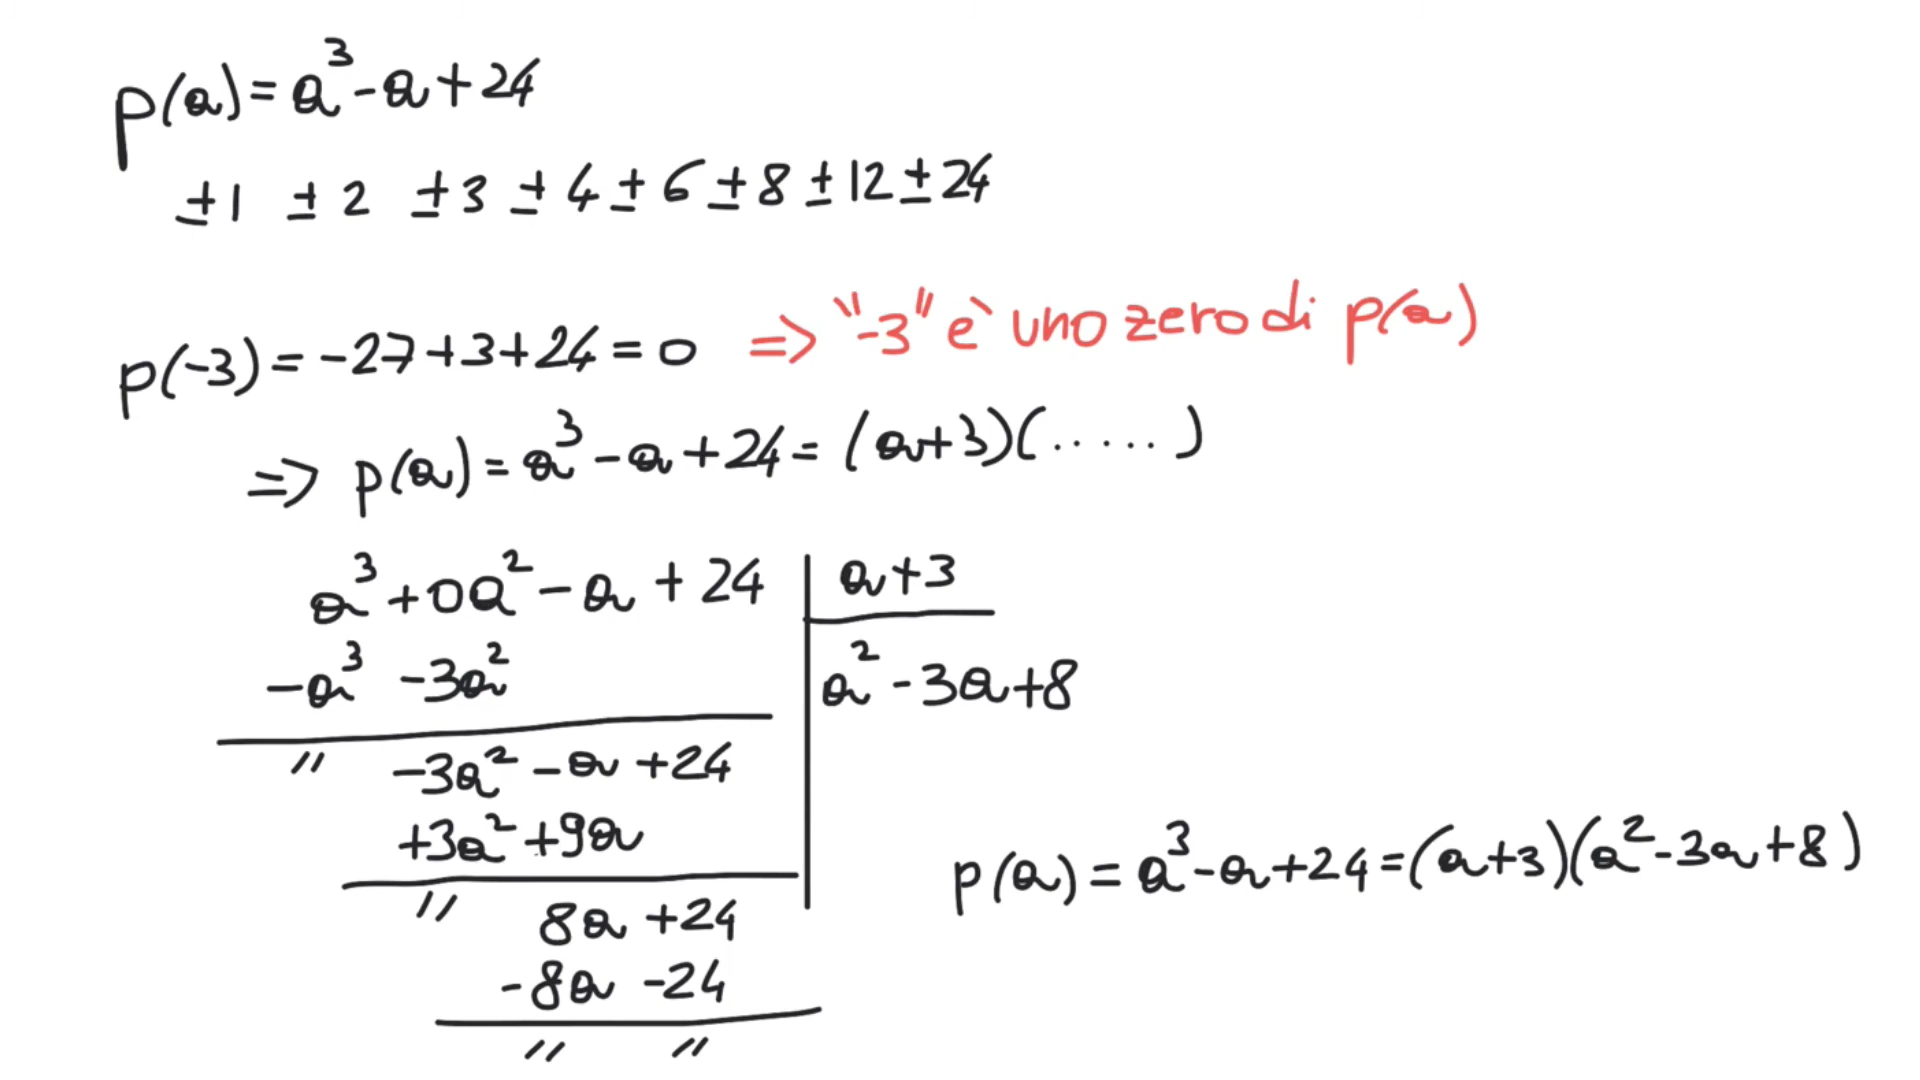 p(a) = a³ - a + 24
± 1 ± 2 ± 3 ± 4 ± 6 ± 8 ± 12 ± 24
p(-3) = -27 + 3 + 24 = 0 => "-3" e` uno zero di p(a)
=> p(a) = a³ - a + 24 = (a+3)(.....)
a³ + 0a² - a + 24 | a + 3
-a³ -3a² | a² - 3a + 8
// -3a² - a + 24
+3a² + 9a
// 8a + 24
p(a) = a³ - a + 24 = (a+3)(a² - 3a + 8)
-8a -24
// //